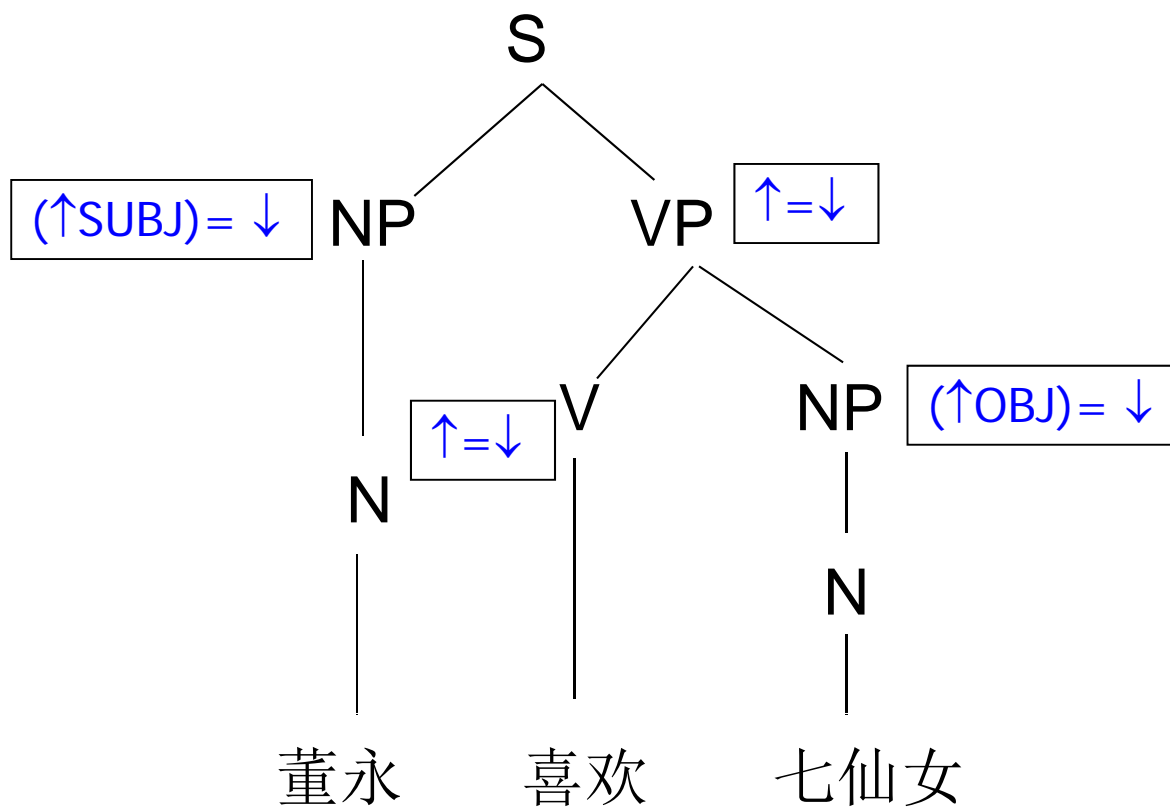 S
(↑SUBJ)= ↓ NP VP ↑=↓
↑=↓ V NP (↑OBJ)= ↓
N
N
董永 喜欢 七仙女